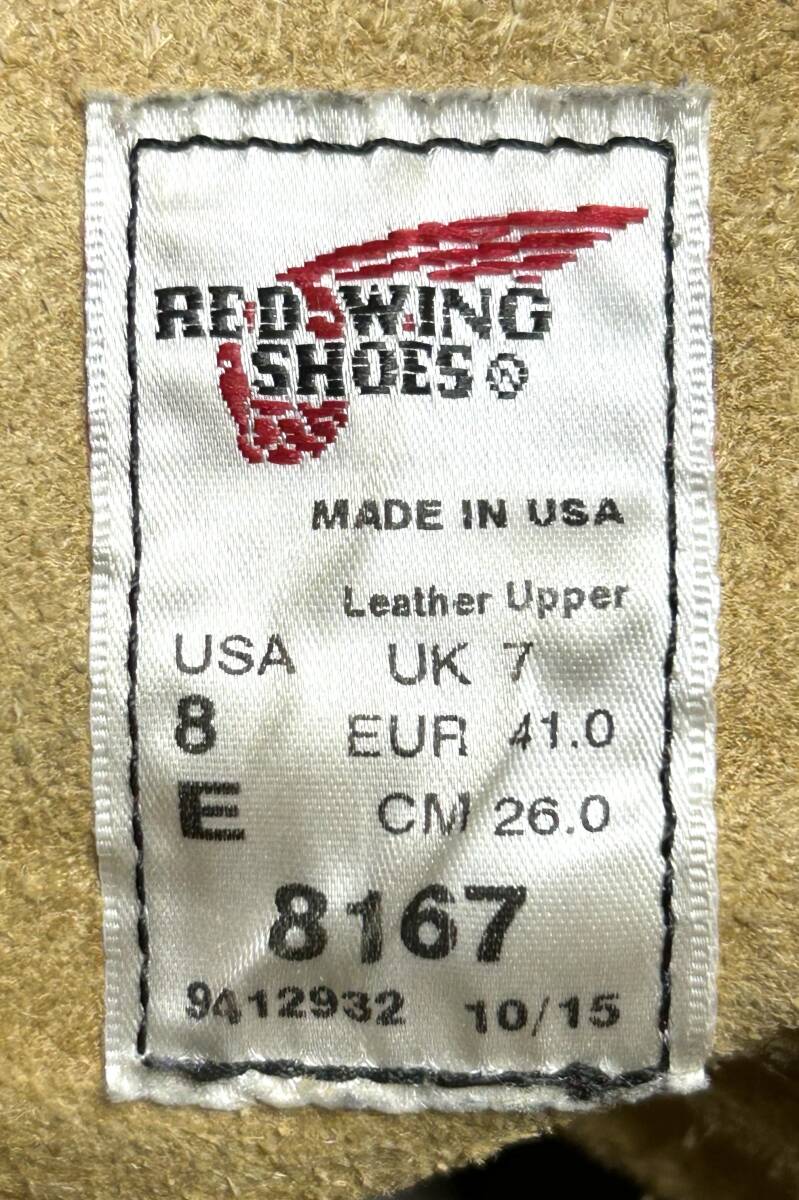 RED WING
SHOES®
MADE IN USA
Leather Upper
USA UK 7
8 EUR 41.0
E CM 26.0
8167
9412932 10/15